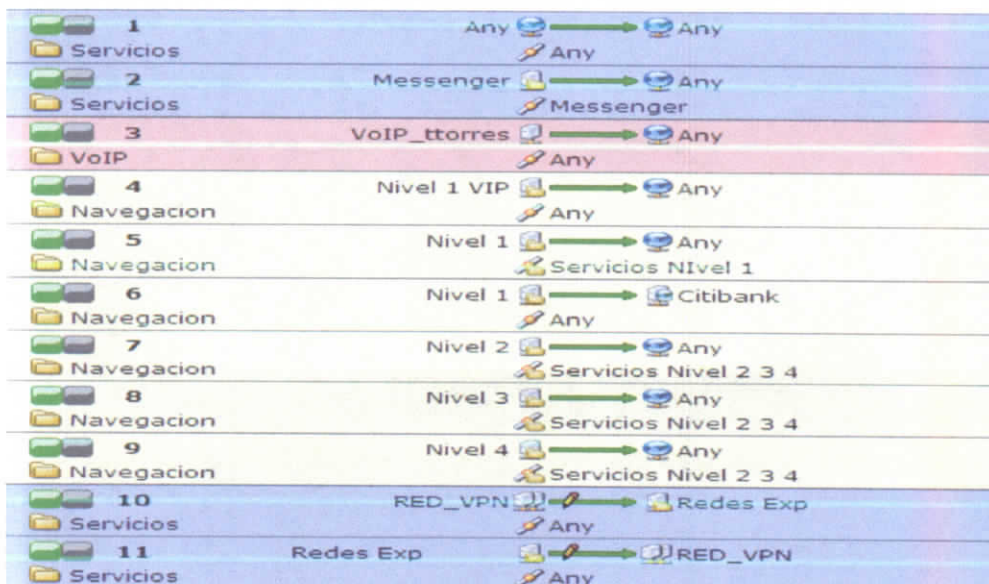 1 Any Any
Servicios Any
2 Messenger Any
Servicios Messenger
3 VoIP_ttorres Any
VoIP Any
4 Nivel 1 VIP Any
Navegacion Any
5 Nivel 1 Any
Navegacion Servicios NIvel 1
6 Nivel 1 Citibank
Navegacion Any
7 Nivel 2 Any
Navegacion Servicios Nivel 2 3 4
8 Nivel 3 Any
Navegacion Servicios Nivel 2 3 4
9 Nivel 4 Any
Navegacion Servicios Nivel 2 3 4
10 RED_VPN Redes Exp
Servicios Any
11 Redes Exp RED_VPN
Servicios Any